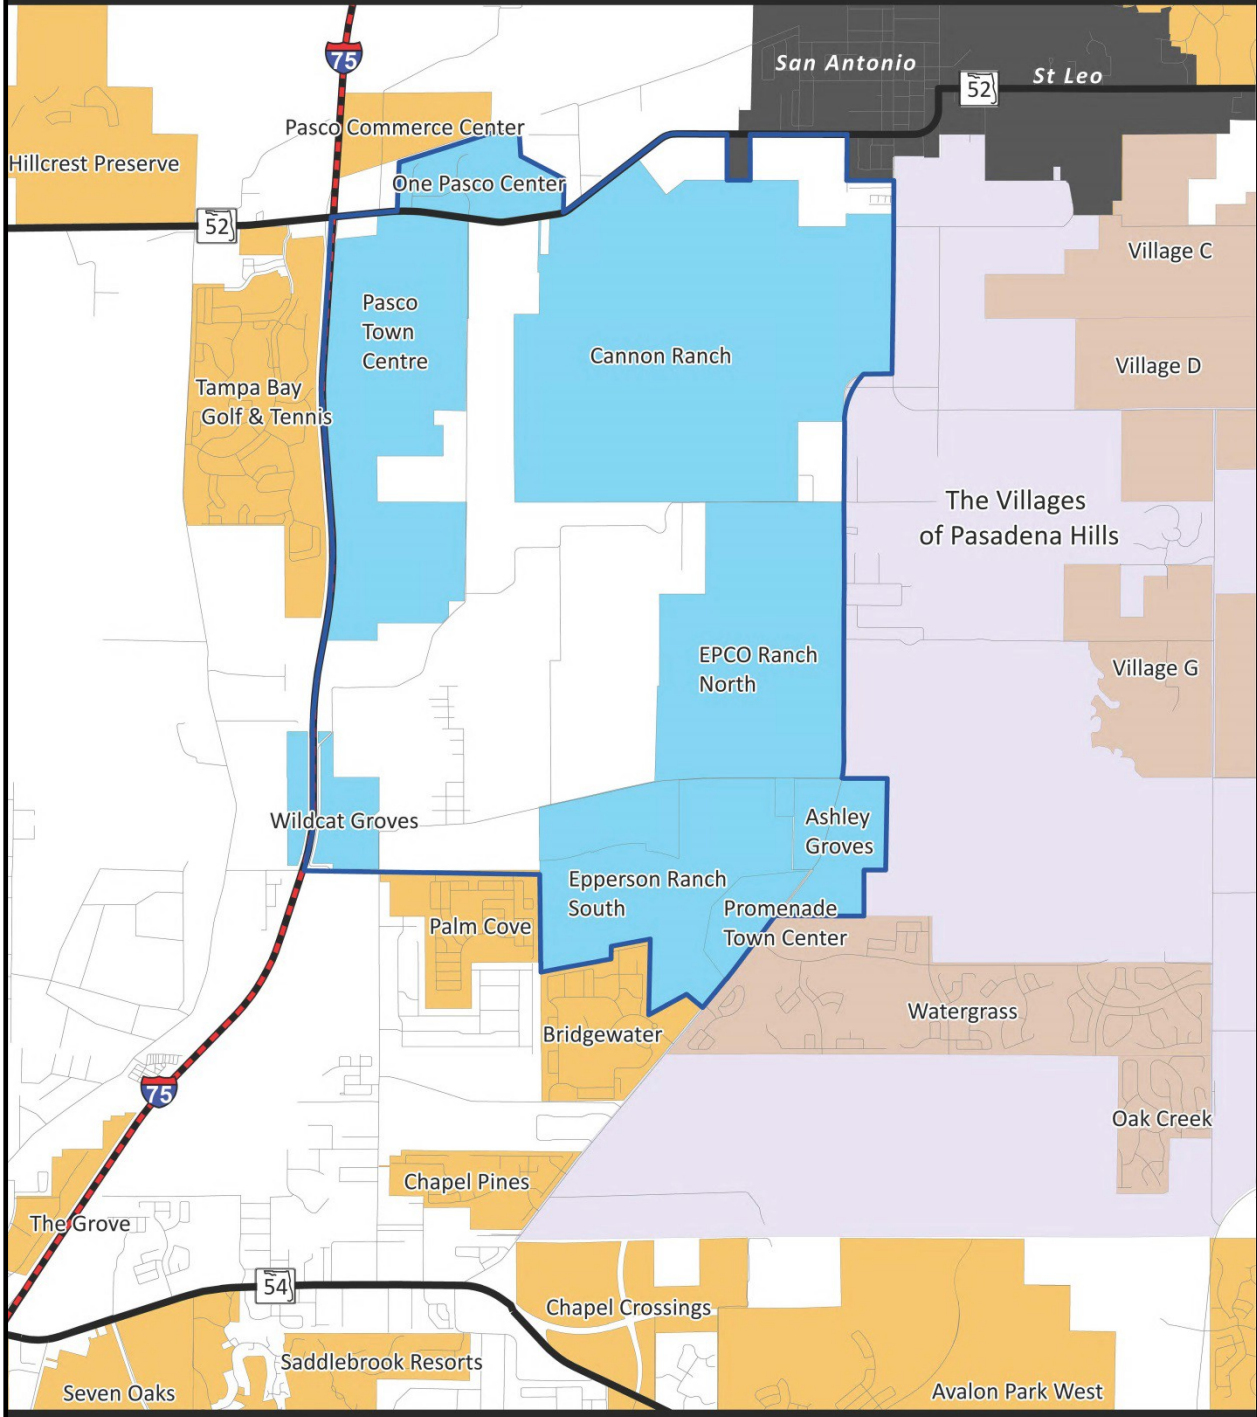 75
San Antonio
52
St Leo
Pasco Commerce Center
Hillcrest Preserve
One Pasco Center
52
Village C
Pasco
Town
Centre
Cannon Ranch
Village D
Tampa Bay
Golf & Tennis
The Villages
of Pasadena Hills
EPCO Ranch
North
Village G
Wildcat Groves
Ashley
Groves
Epperson Ranch
South
Promenade
Town Center
Palm Cove
Watergrass
Bridgewater
75
Oak Creek
Chapel Pines
The Grove
54
Chapel Crossings
Saddlebrook Resorts
Seven Oaks
Avalon Park West